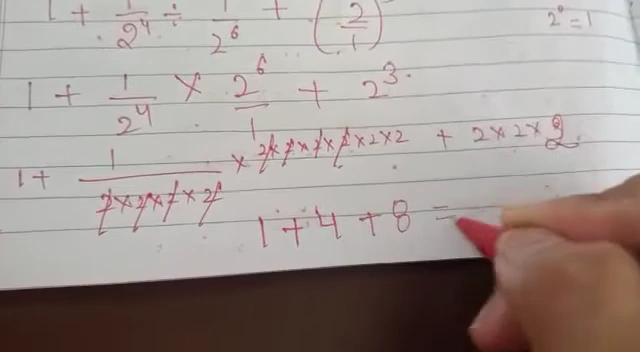 1 + 1/2⁴ ÷ 1/2⁶ + (2/1)
2⁰ = 1
1 + 1/2⁴ × 2⁶/1 + 2³
1 + 1/2×2×2×2 × 2×2×2×2×2×2 + 2×2×2
1 + 4 + 8 =